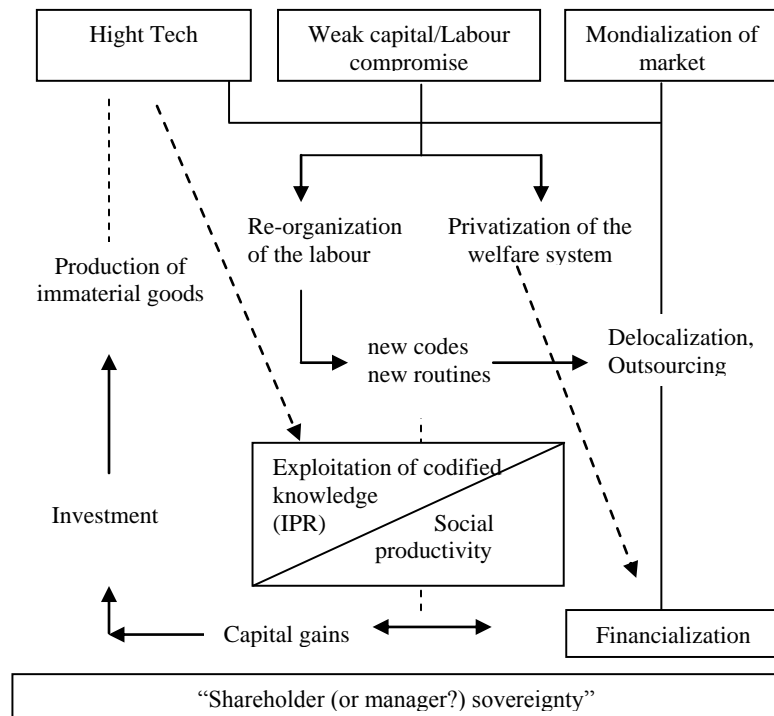 Hight Tech
Weak capital/Labour
compromise
Mondialization of
market
Re-organization
of the labour
Privatization of the
welfare system
Production of
immaterial goods
new codes
new routines
Delocalization,
Outsourcing
Exploitation of codified
knowledge
(IPR)
Social
productivity
Investment
Capital gains
Financialization
“Shareholder (or manager?) sovereignty”